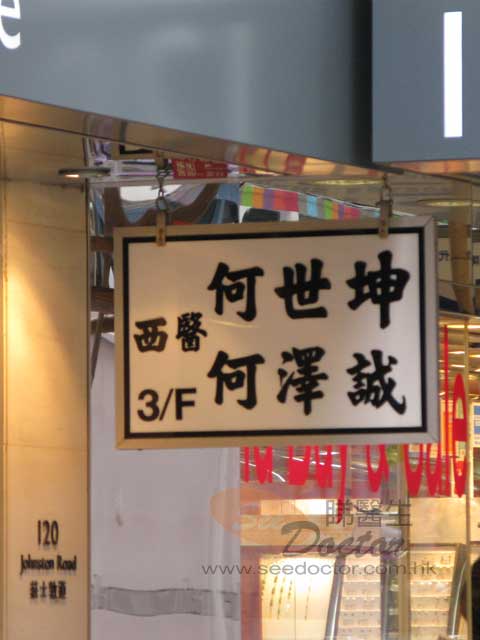 何世坤
西醫
何澤誠
3/F
120
Johnston Road
莊士敦道
See 睇醫生
Doctor
www.seedoctor.com.hk